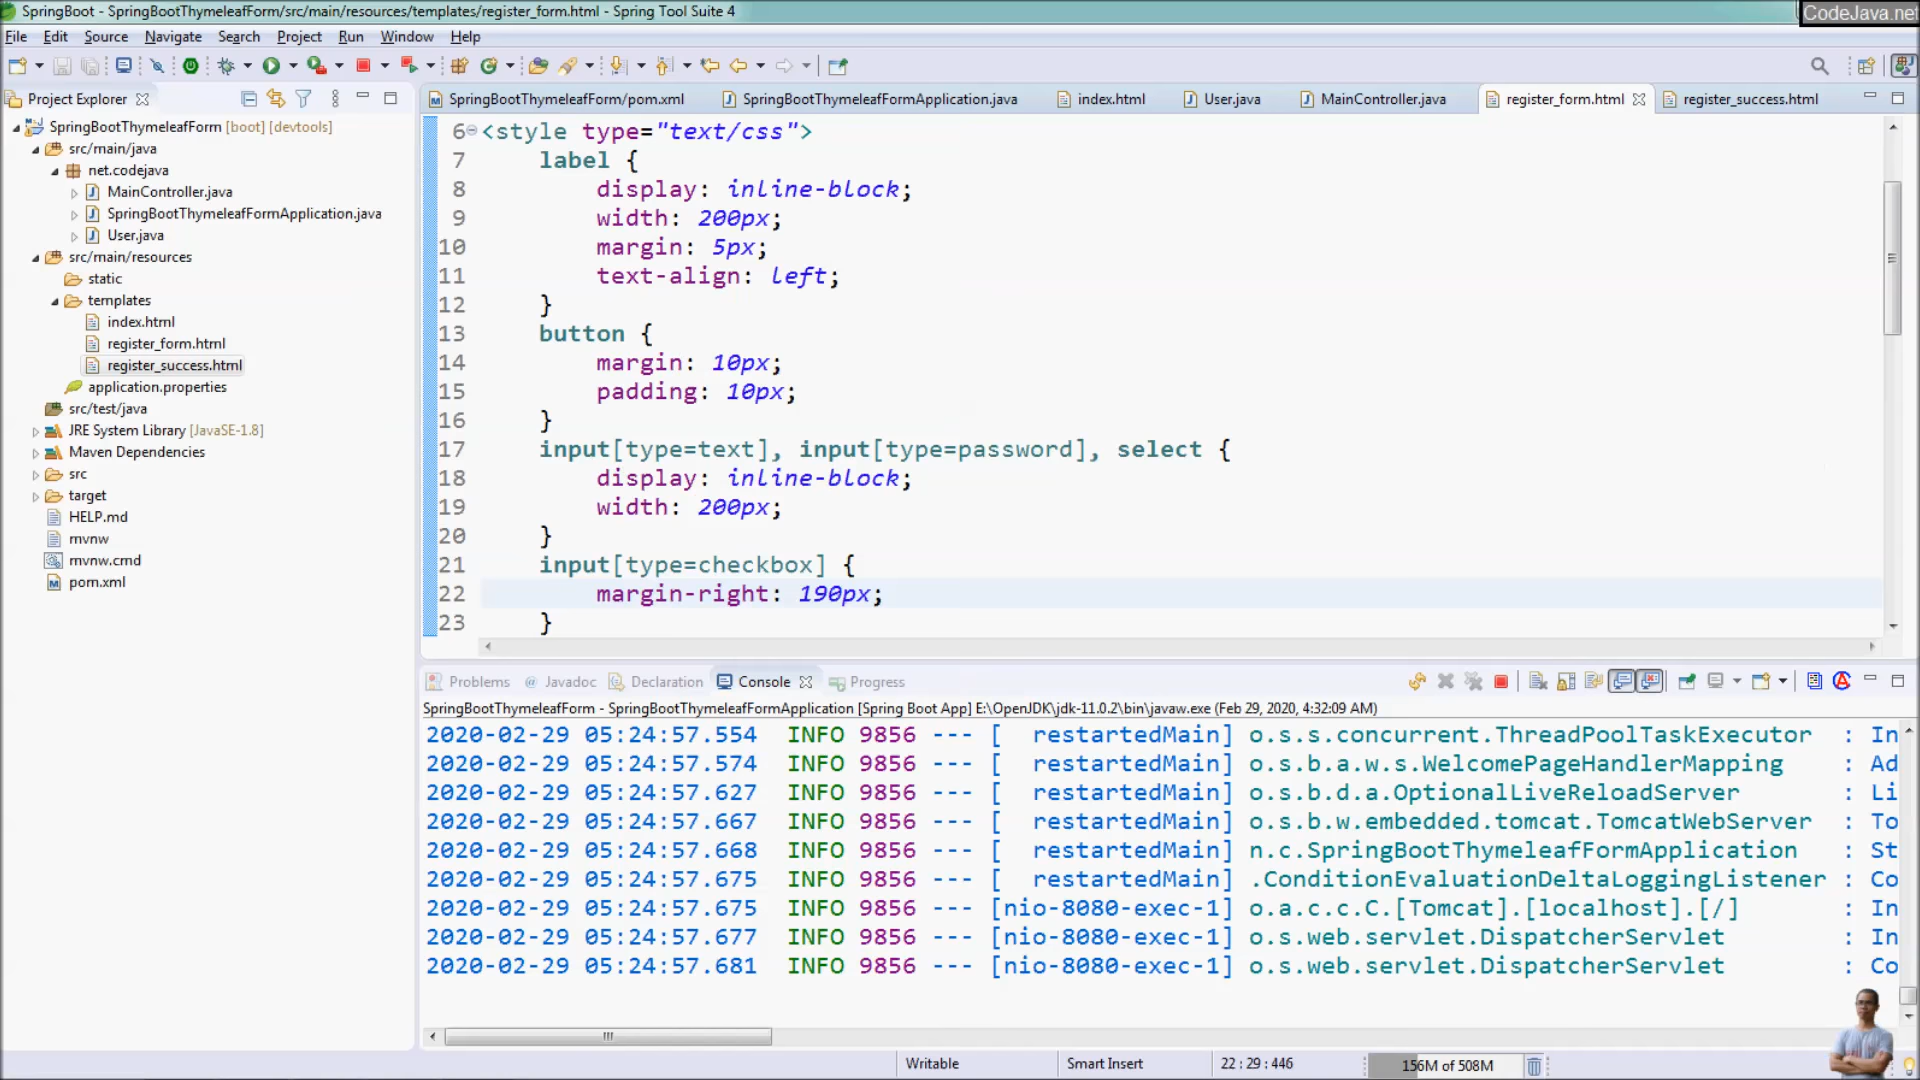 SpringBoot - SpringBootThymeleafForm/src/main/resources/templates/register_form.html - Spring Tool Suite 4
CodeJava.net
File Edit Source Navigate Search Project Run Window Help
Project Explorer
SpringBootThymeleafForm/pom.xml SpringBootThymeleafFormApplication.java index.html User.java MainController.java register_form.html register_success.html
SpringBootThymeleafForm [boot] [devtools]
src/main/java
net.codejava
MainController.java
SpringBootThymeleafFormApplication.java
User.java
src/main/resources
static
templates
index.html
register_form.html
register_success.html
application.properties
src/test/java
JRE System Library [JavaSE-1.8]
Maven Dependencies
src
target
HELP.md
mvnw
mvnw.cmd
pom.xml
6 <style type="text/css">
7 label {
8 display: inline-block;
9 width: 200px;
10 margin: 5px;
11 text-align: left;
12 }
13 button {
14 margin: 10px;
15 padding: 10px;
16 }
17 input[type=text], input[type=password], select {
18 display: inline-block;
19 width: 200px;
20 }
21 input[type=checkbox] {
22 margin-right: 190px;
23 }
Problems Javadoc Declaration Console Progress
SpringBootThymeleafForm - SpringBootThymeleafFormApplication [Spring Boot App] E:\OpenJDK\jdk-11.0.2\bin\javaw.exe (Feb 29, 2020, 4:32:09 AM)
2020-02-29 05:24:57.554 INFO 9856 --- [ restartedMain] o.s.s.concurrent.ThreadPoolTaskExecutor : In
2020-02-29 05:24:57.574 INFO 9856 --- [ restartedMain] o.s.b.a.w.s.WelcomePageHandlerMapping : Ad
2020-02-29 05:24:57.627 INFO 9856 --- [ restartedMain] o.s.b.d.a.OptionalLiveReloadServer : Li
2020-02-29 05:24:57.667 INFO 9856 --- [ restartedMain] o.s.b.w.embedded.tomcat.TomcatWebServer : To
2020-02-29 05:24:57.668 INFO 9856 --- [ restartedMain] n.c.SpringBootThymeleafFormApplication : St
2020-02-29 05:24:57.675 INFO 9856 --- [ restartedMain] .ConditionEvaluationDeltaLoggingListener : Co
2020-02-29 05:24:57.675 INFO 9856 --- [nio-8080-exec-1] o.a.c.c.C.[Tomcat].[localhost].[/] : In
2020-02-29 05:24:57.677 INFO 9856 --- [nio-8080-exec-1] o.s.web.servlet.DispatcherServlet : In
2020-02-29 05:24:57.681 INFO 9856 --- [nio-8080-exec-1] o.s.web.servlet.DispatcherServlet : Co
Writable Smart Insert 22 : 29 : 446 156M of 508M